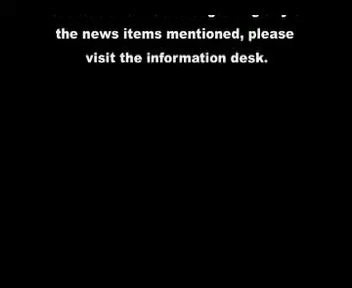 the news items mentioned, please
visit the information desk.